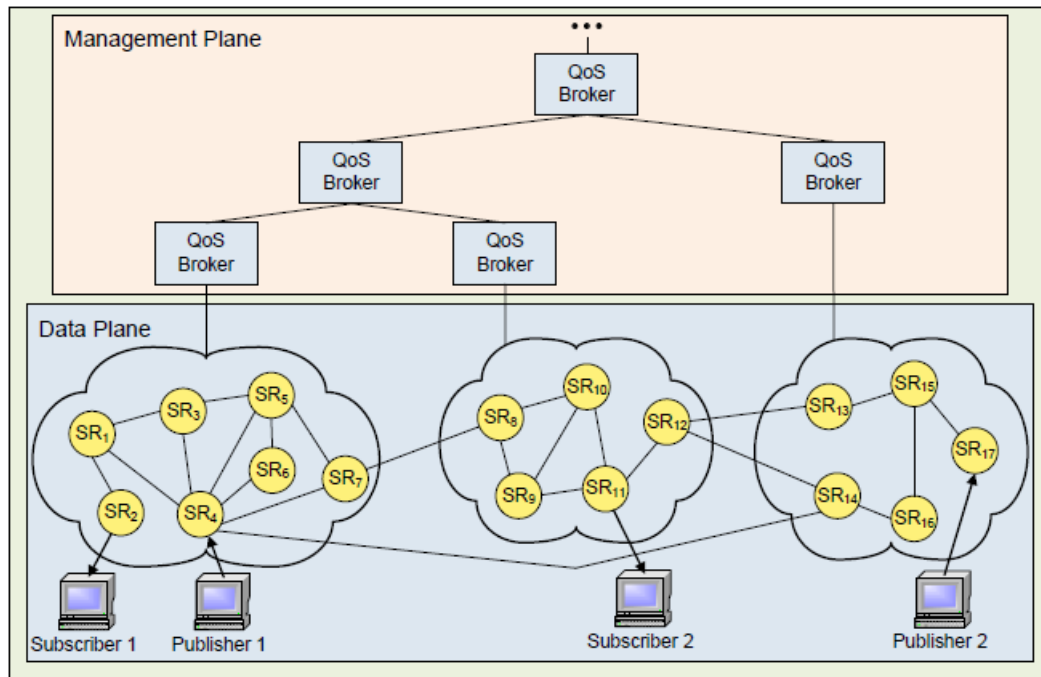 Management Plane
•••
QoS
Broker
QoS
Broker
QoS
Broker
QoS
Broker
QoS
Broker
Data Plane
SR₁
SR₂
SR₃
SR₄
SR₅
SR₆
SR₇
SR₈
SR₉
SR₁₀
SR₁₁
SR₁₂
SR₁₃
SR₁₄
SR₁₅
SR₁₆
SR₁₇
Subscriber 1
Publisher 1
Subscriber 2
Publisher 2